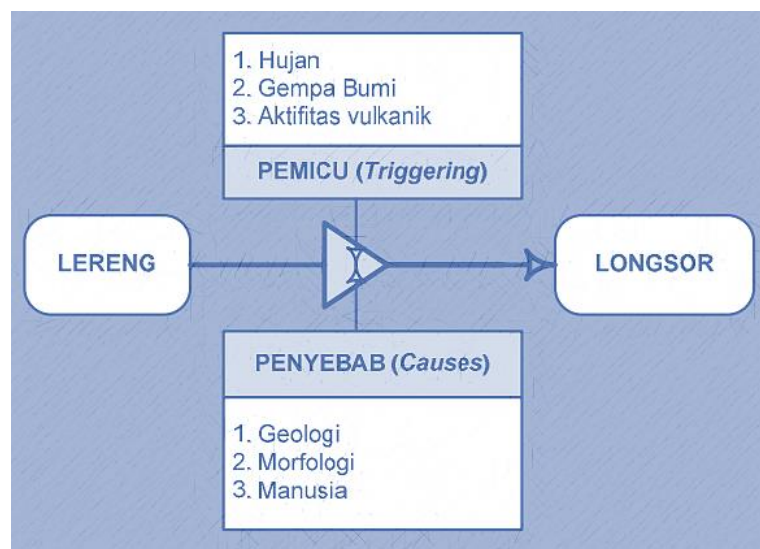 1. Hujan
2. Gempa Bumi
3. Aktifitas vulkanik
PEMICU (Triggering)
LERENG
LONGSOR
PENYEBAB (Causes)
1. Geologi
2. Morfologi
3. Manusia